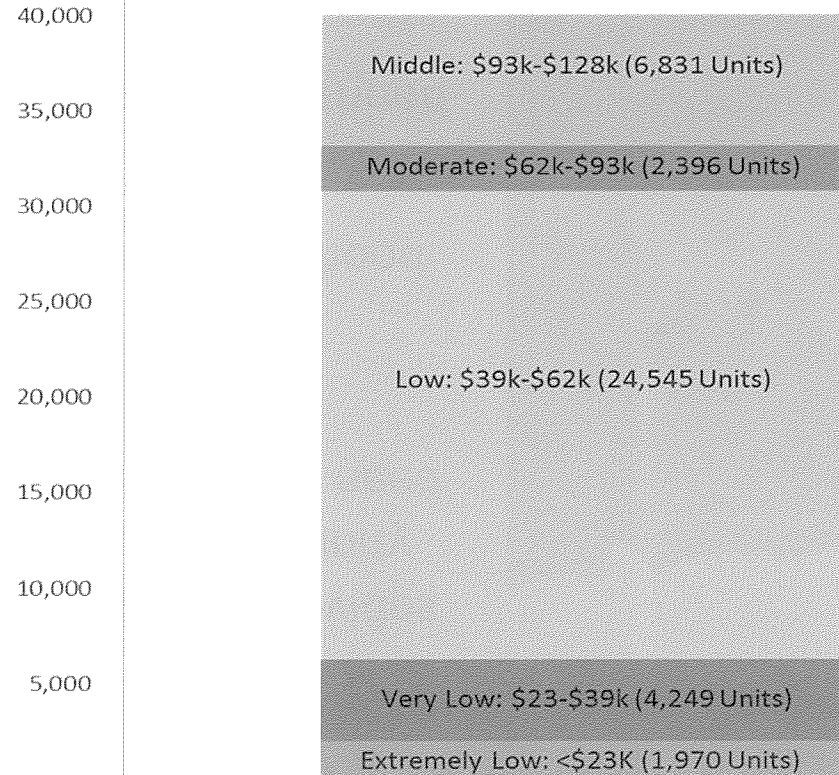 40,000
Middle: $93k-$128k (6,831 Units)
35,000
Moderate: $62k-$93k (2,396 Units)
30,000
25,000
Low: $39k-$62k (24,545 Units)
20,000
15,000
10,000
5,000
Very Low: $23-$39k (4,249 Units)
Extremely Low: <$23K (1,970 Units)